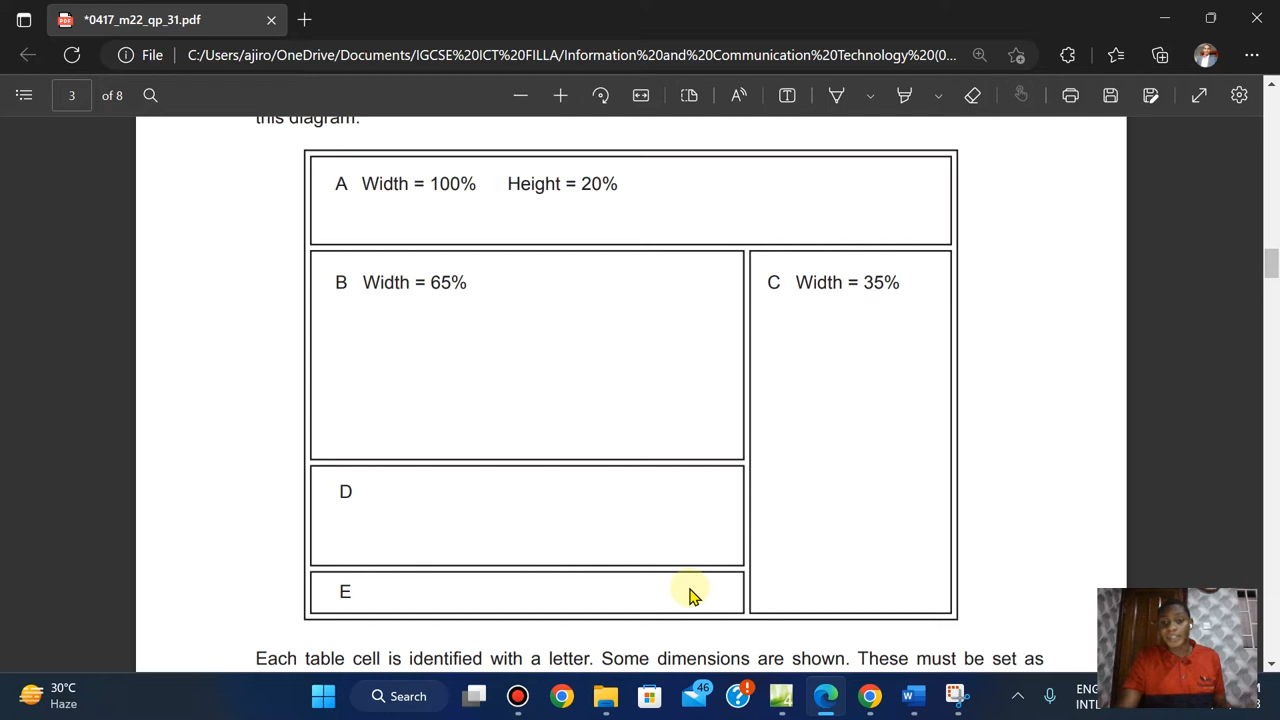 *0417_m22_qp_31.pdf
File
C:/Users/ajiro/OneDrive/Documents/IGCSE%20ICT%20FILLA/Information%20and%20Communication%20Technology%20(0...
3 of 8
this diagram.
A Width = 100% Height = 20%
B Width = 65%
C Width = 35%
D
E
Each table cell is identified with a letter. Some dimensions are shown. These must be set as
30°C
Haze
Search
46
ENG
INTL